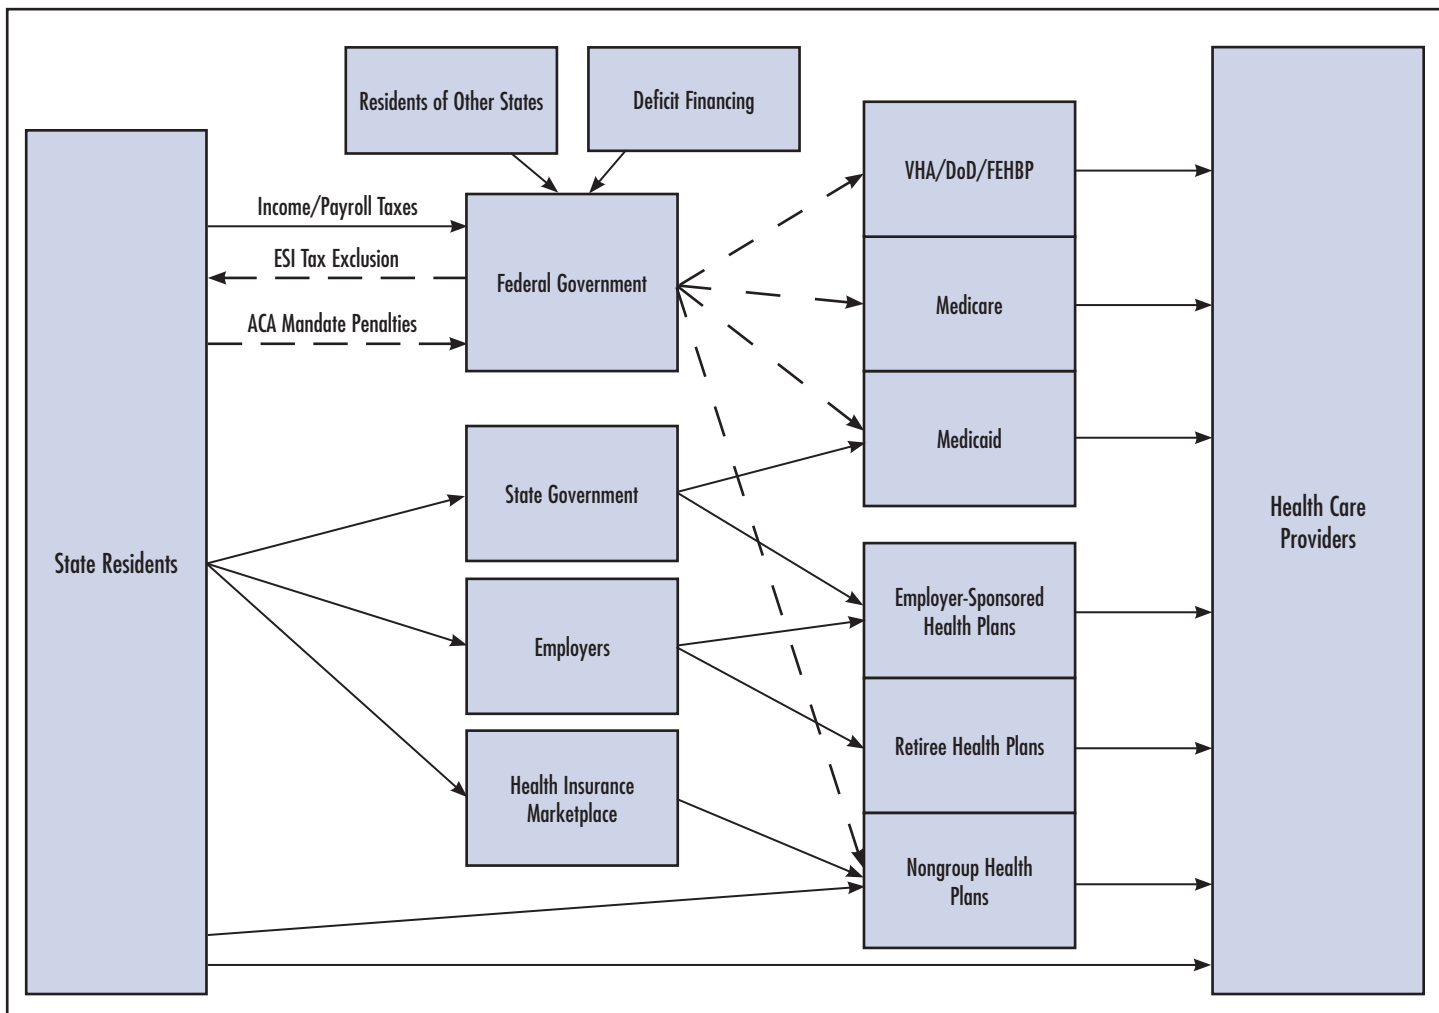 Residents of Other States
Deficit Financing
State Residents
Income/Payroll Taxes
ESI Tax Exclusion
ACA Mandate Penalties
Federal Government
State Government
Employers
Health Insurance
Marketplace
VHA/DoD/FEHBP
Medicare
Medicaid
Employer-Sponsored
Health Plans
Retiree Health Plans
Nongroup Health
Plans
Health Care
Providers